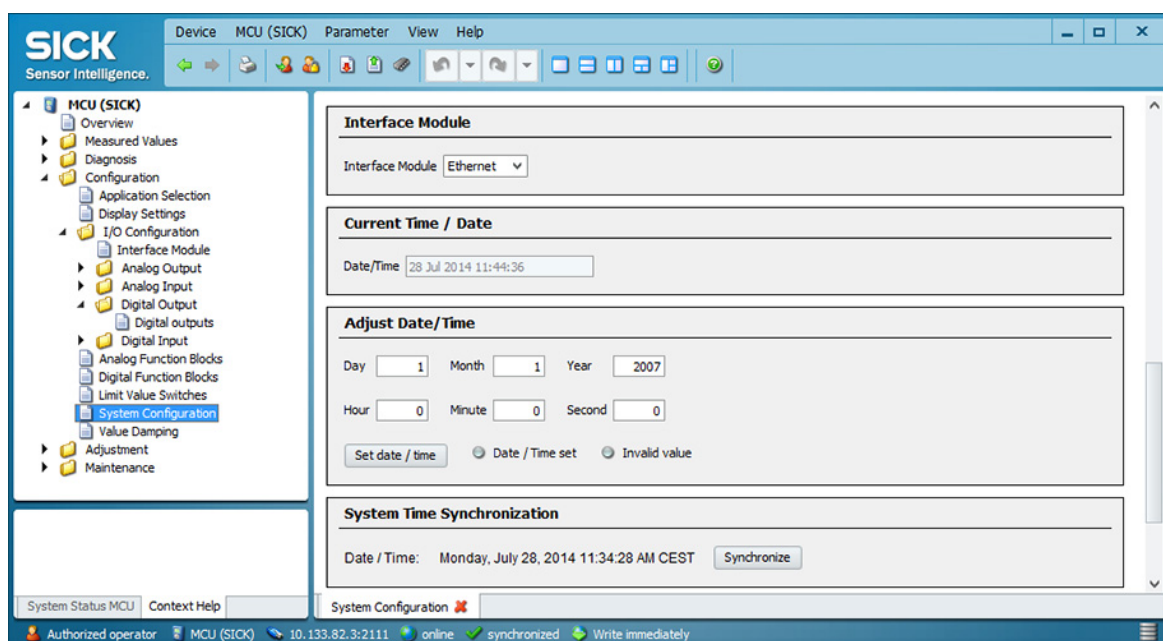 SICK
Sensor Intelligence.
Device MCU (SICK) Parameter View Help
MCU (SICK)
Overview
Measured Values
Diagnosis
Configuration
Application Selection
Display Settings
I/O Configuration
Interface Module
Analog Output
Analog Input
Digital Output
Digital outputs
Digital Input
Analog Function Blocks
Digital Function Blocks
Limit Value Switches
System Configuration
Value Damping
Adjustment
Maintenance
System Status MCU Context Help
Interface Module
Interface Module Ethernet
Current Time / Date
Date/Time 28 Jul 2014 11:44:36
Adjust Date/Time
Day 1 Month 1 Year 2007
Hour 0 Minute 0 Second 0
Set date / time Date / Time set Invalid value
System Time Synchronization
Date / Time: Monday, July 28, 2014 11:34:28 AM CEST Synchronize
System Configuration
Authorized operator MCU (SICK) 10.133.82.3:2111 online synchronized Write immediately